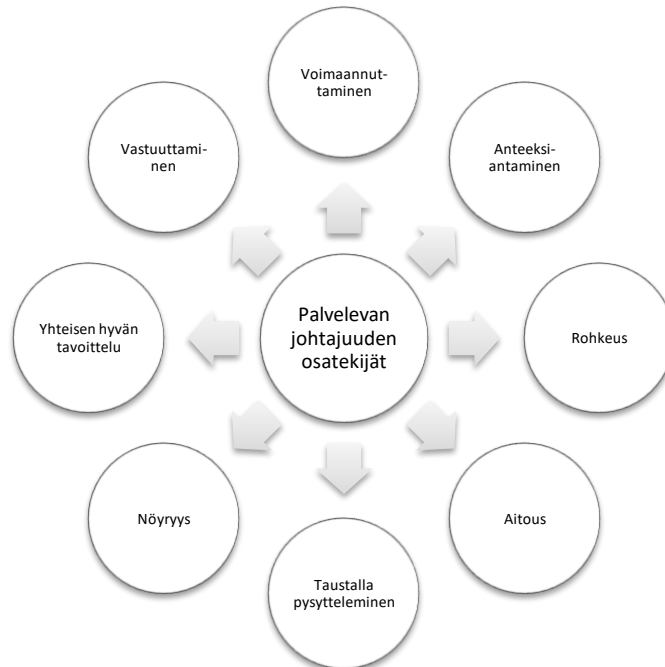 Voimaannut-
taminen
Anteeksi-
antaminen
Rohkeus
Aitous
Taustalla
pysytteleminen
Nöyryys
Yhteisen hyvän
tavoittelu
Vastuuttami-
nen
Palvelevan
johtajuuden
osatekijät